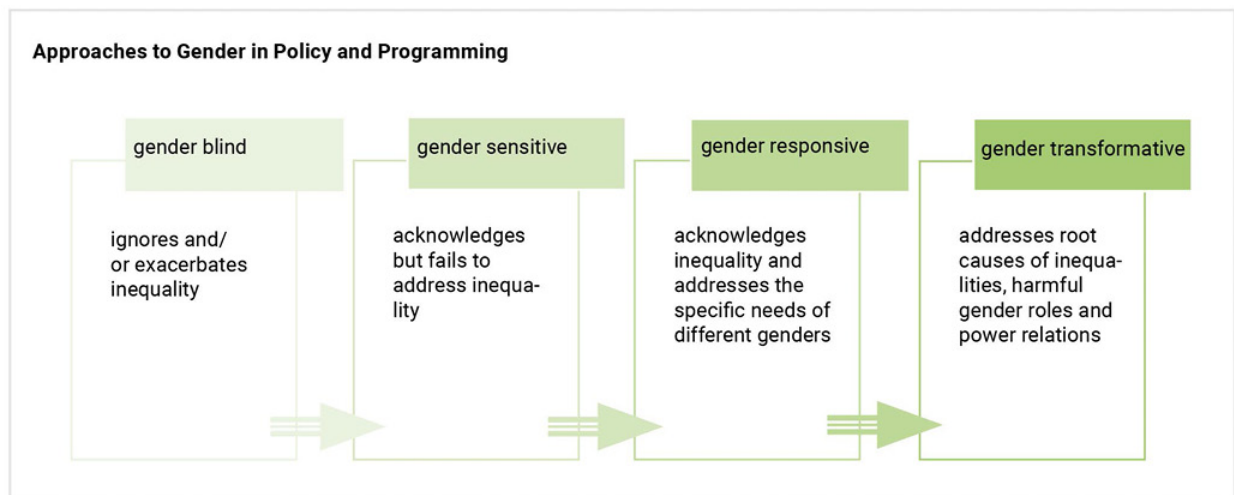 Approaches to Gender in Policy and Programming
gender blind
ignores and/
or exacerbates
inequality
gender sensitive
acknowledges
but fails to
address inequa-
lity
gender responsive
acknowledges
inequality and
addresses the
specific needs of
different genders
gender transformative
addresses root
causes of inequa-
lities, harmful
gender roles and
power relations